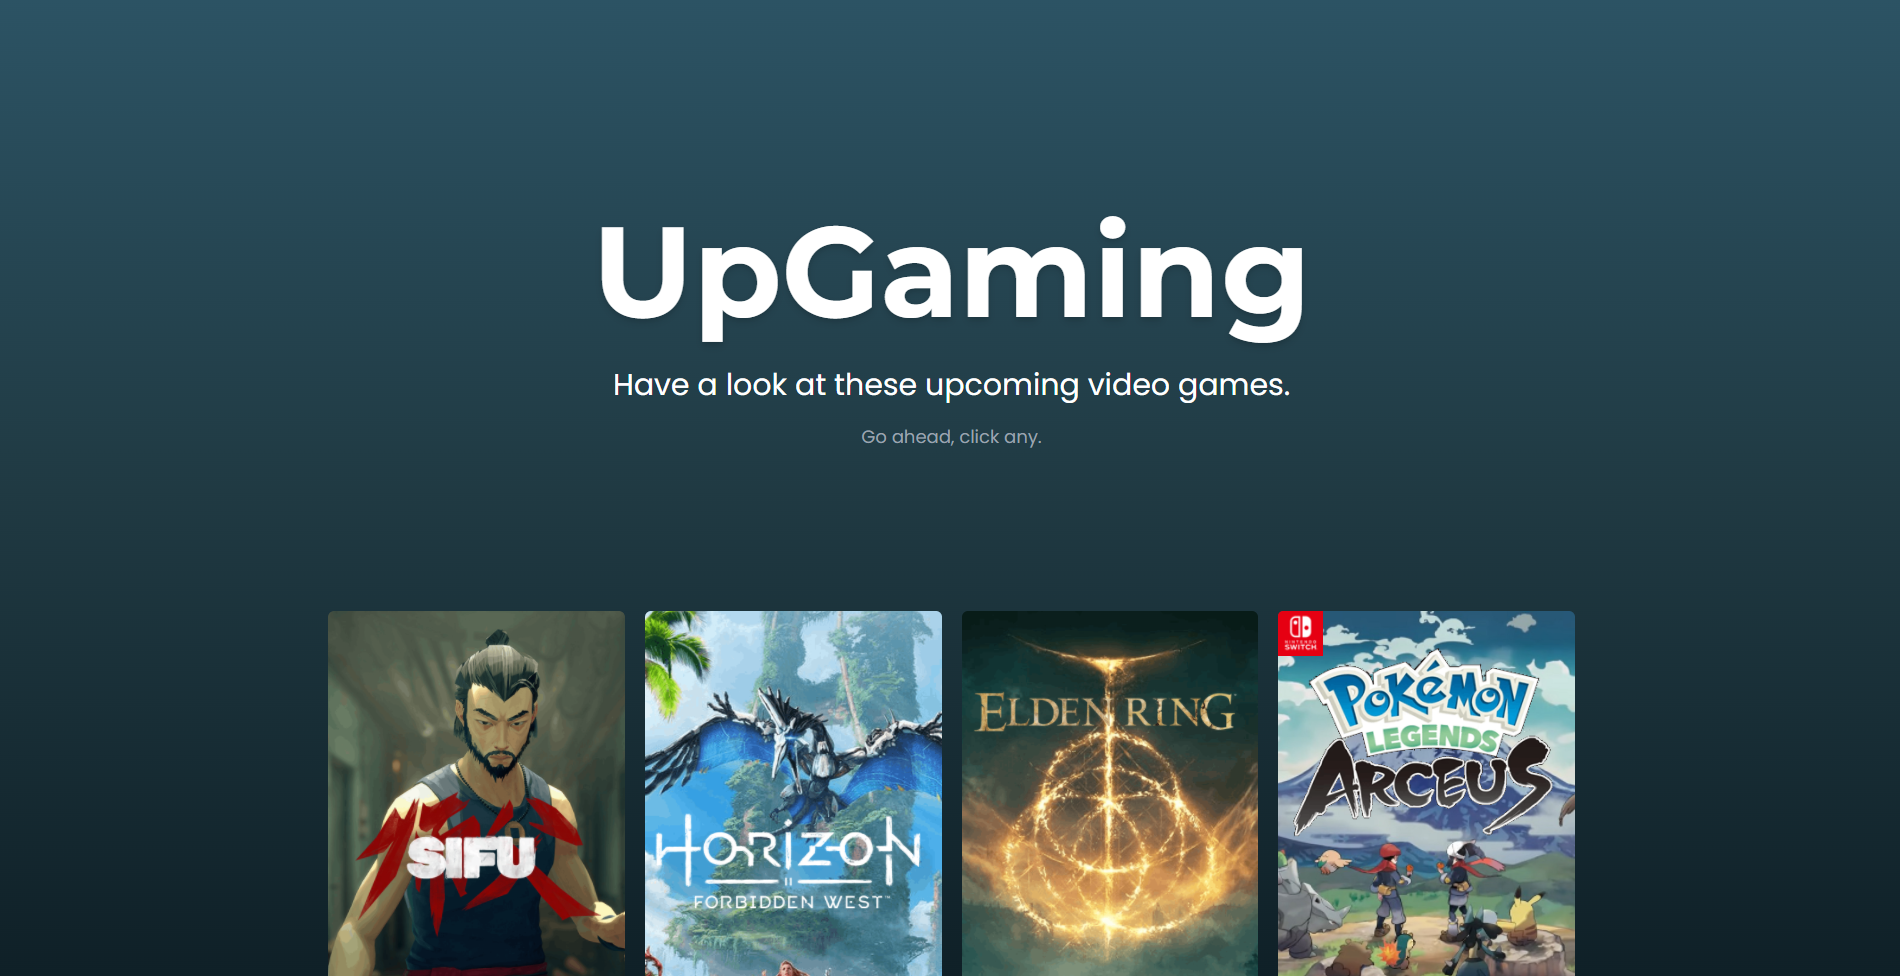 UpGaming
Have a look at these upcoming video games.
Go ahead, click any.
SIFU
HORIZON
II
FORBIDDEN WEST™
ELDEN RING
NINTENDO
SWITCH
POKéMON
LEGENDS
ARCEUS